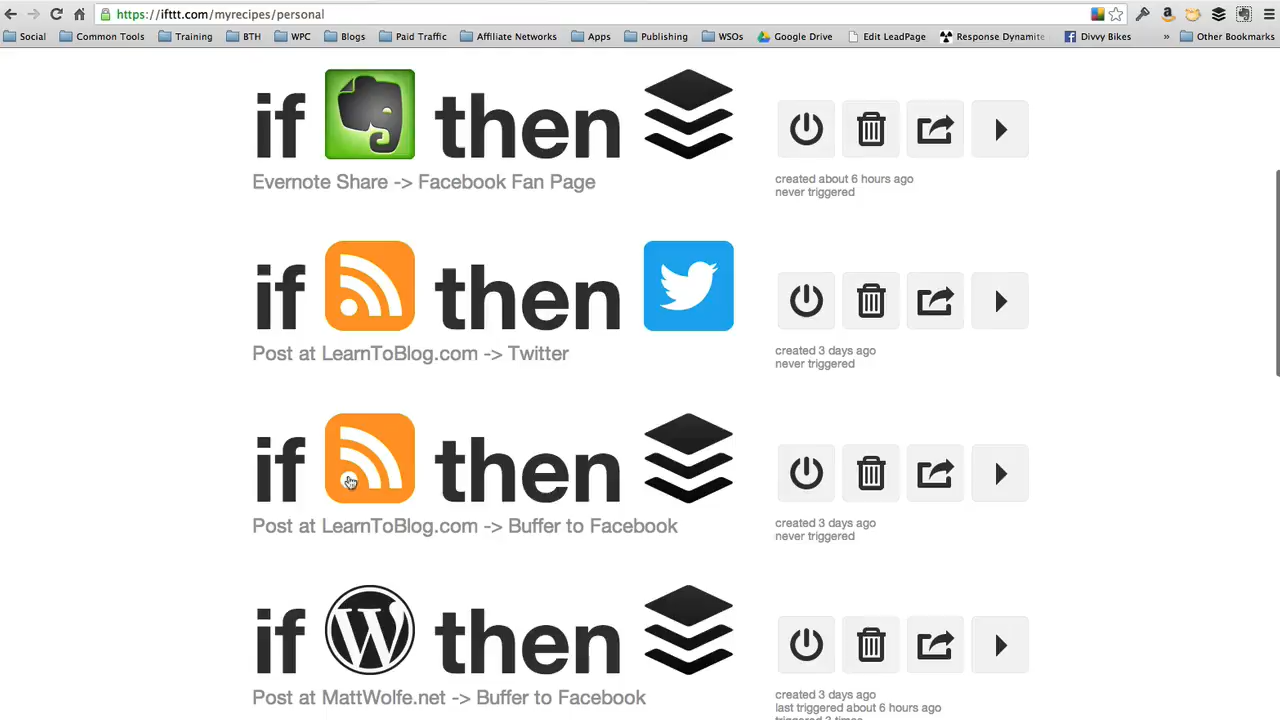 https://ifttt.com/myrecipes/personal
Social Common Tools Training BTH WPC Blogs Paid Traffic Affiliate Networks Apps Publishing WSOs Google Drive Edit LeadPage Response Dynamite Divvy Bikes » Other Bookmarks
if then
Evernote Share -> Facebook Fan Page
created about 6 hours ago
never triggered
if then
Post at LearnToBlog.com -> Twitter
created 3 days ago
never triggered
if then
Post at LearnToBlog.com -> Buffer to Facebook
created 3 days ago
never triggered
if then
Post at MattWolfe.net -> Buffer to Facebook
created 3 days ago
last triggered about 6 hours ago
triggered 3 times